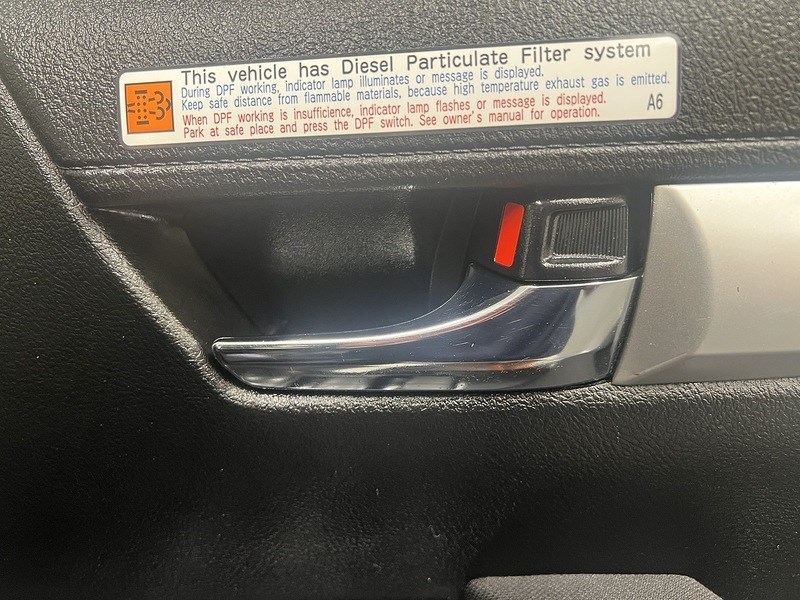 This vehicle has Diesel Particulate Filter system
During DPF working, indicator lamp illuminates or message is displayed.
Keep safe distance from flammable materials, because high temperature exhaust gas is emitted.
When DPF working is insufficiency, indicator lamp flashes or message is displayed.
Park at safe place and press the DPF switch. See owner's manual for operation.
A6